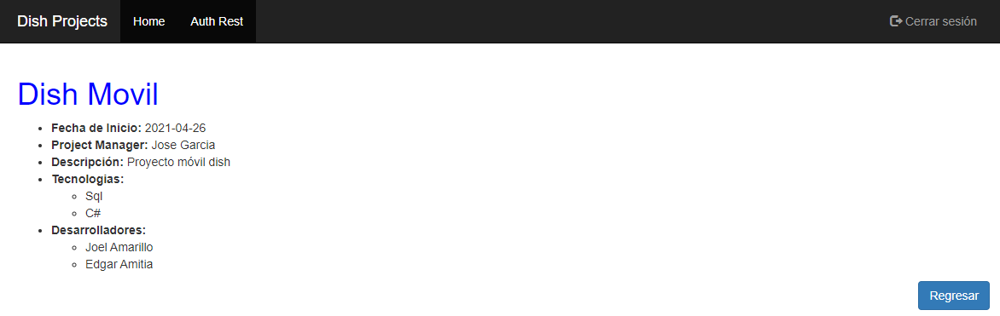 Dish Projects Home Auth Rest Cerrar sesión
Dish Movil
Fecha de Inicio: 2021-04-26
Project Manager: Jose Garcia
Descripción: Proyecto móvil dish
Tecnologías:
Sql
C#
Desarrolladores:
Joel Amarillo
Edgar Amitia
Regresar